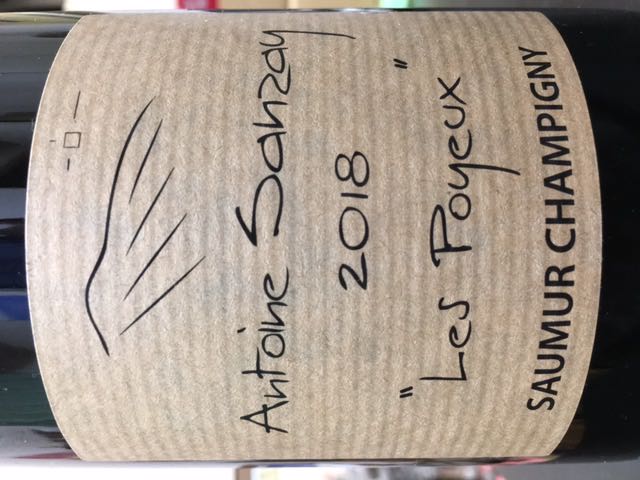 Antoine Sanzay
2018
"Les Poyeux"
SAUMUR CHAMPIGNY